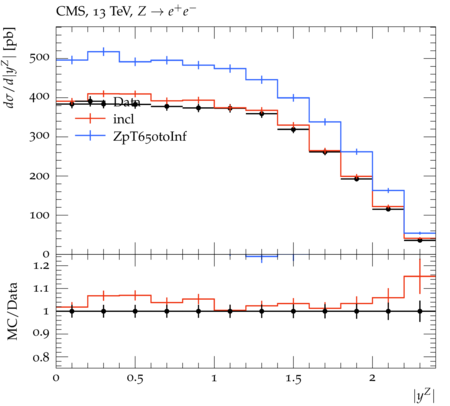 CMS, 13 TeV, Z → e⁺e⁻
dσ/d|y^Z| [pb]
500
400
300
200
100
0
Data
incl
ZpT650toInf
MC/Data
1.2
1.1
1
0.9
0.8
0 0.5 1 1.5 2
|y^Z|